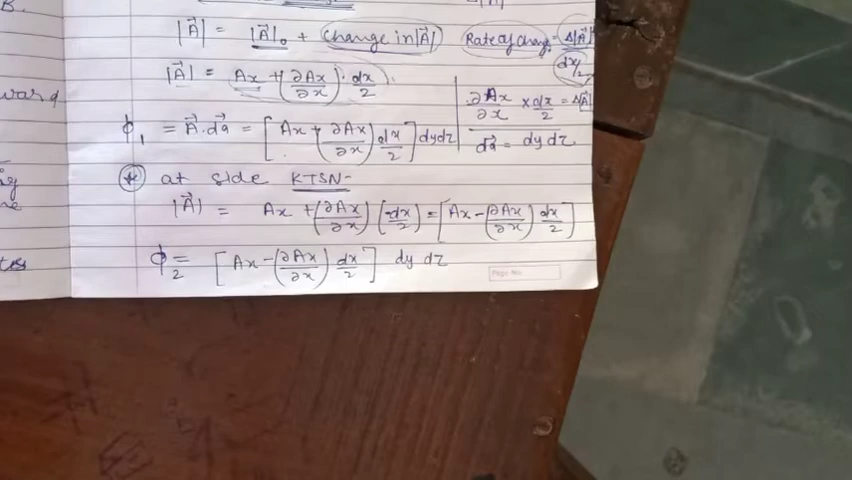 B.
|A⃗| = |A⃗|₀ + Change in|A⃗| Rate of change = Δ|A⃗| / dx/2
|A⃗| = Ax + (∂Ax/∂x) · dx/2
∂Ax/∂x × dx/2 = Δ|A⃗|
ϕ₁ = A⃗.da⃗ = [Ax + (∂Ax/∂x) dx/2] dydz
da⃗ = dy dz
* at side KTSN-
|A⃗| = Ax + (∂Ax/∂x) (-dx/2) = [Ax - (∂Ax/∂x) dx/2]
ϕ₂ = [Ax - (∂Ax/∂x) dx/2] dy dz
Page No.